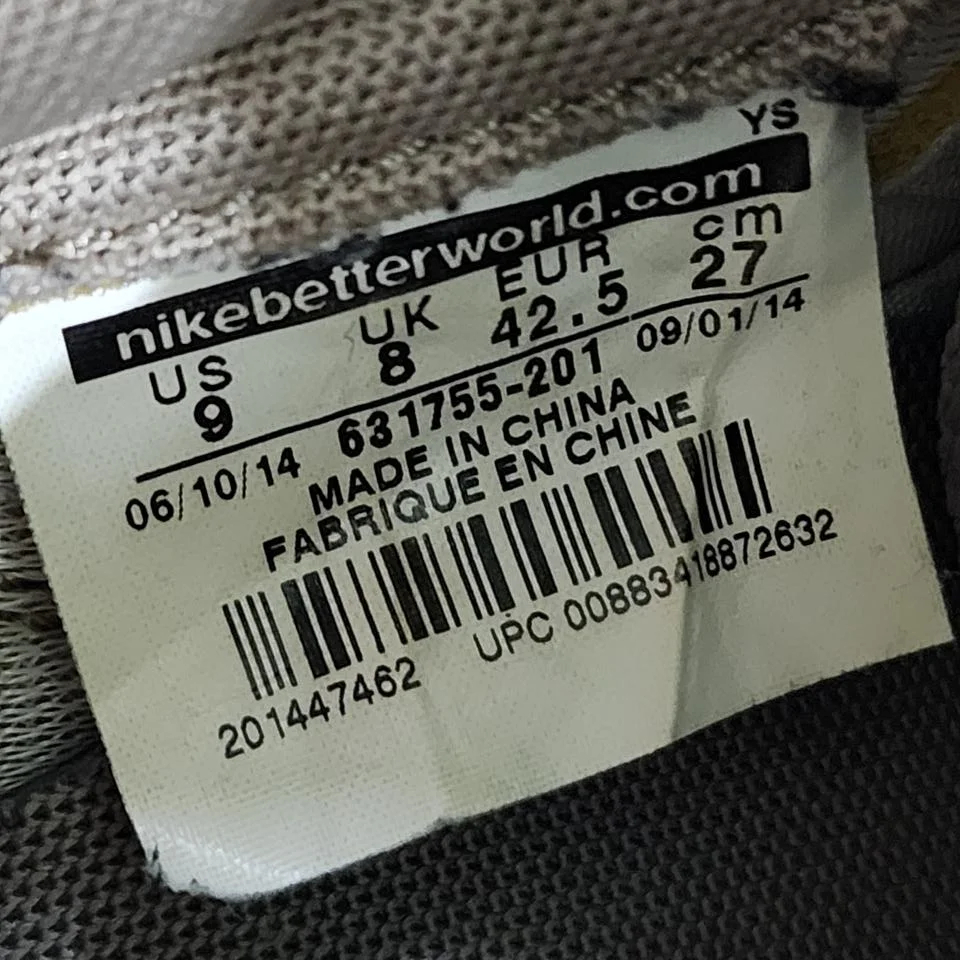 YS
nikebetterworld.com
US UK EUR cm
9 8 42.5 27
06/10/14 631755-201 09/01/14
MADE IN CHINA
FABRIQUE EN CHINE
201447462 UPC 00883418872632